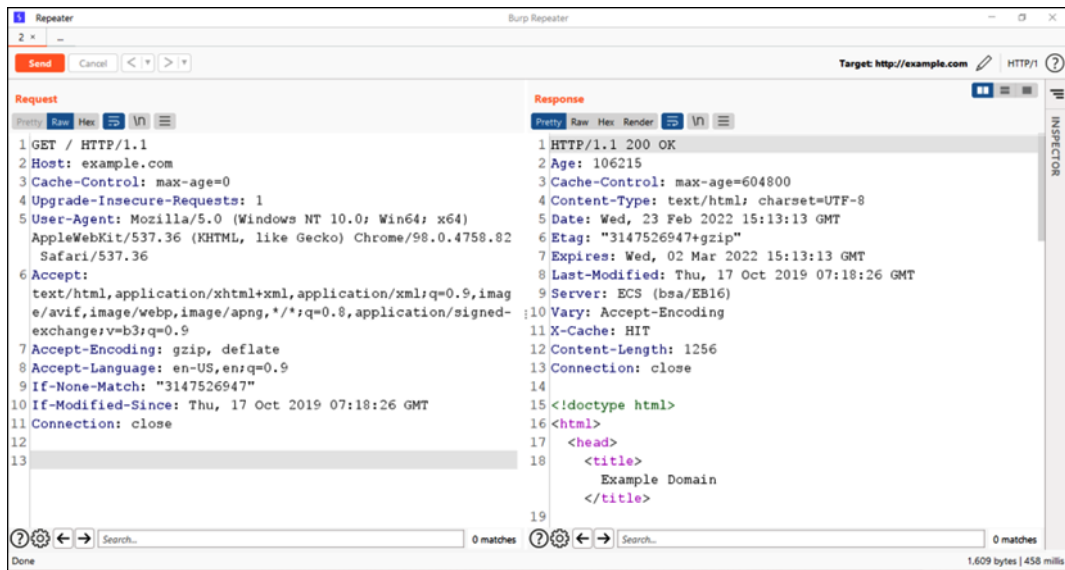 Repeater
Burp Repeater
2 ×
...
Send Cancel < >
Target: http://example.com HTTP/1 ?
Request
Pretty Raw Hex \n
1 GET / HTTP/1.1
2 Host: example.com
3 Cache-Control: max-age=0
4 Upgrade-Insecure-Requests: 1
5 User-Agent: Mozilla/5.0 (Windows NT 10.0; Win64; x64)
AppleWebKit/537.36 (KHTML, like Gecko) Chrome/98.0.4758.82
Safari/537.36
6 Accept:
text/html,application/xhtml+xml,application/xml;q=0.9,imag
e/avif,image/webp,image/apng,*/*;q=0.8,application/signed-
exchange;v=b3;q=0.9
7 Accept-Encoding: gzip, deflate
8 Accept-Language: en-US,en;q=0.9
9 If-None-Match: "3147526947"
10 If-Modified-Since: Thu, 17 Oct 2019 07:18:26 GMT
11 Connection: close
12
13
? Search... 0 matches
Done
Response
Pretty Raw Hex Render \n
1 HTTP/1.1 200 OK
2 Age: 106215
3 Cache-Control: max-age=604800
4 Content-Type: text/html; charset=UTF-8
5 Date: Wed, 23 Feb 2022 15:13:13 GMT
6 Etag: "3147526947+gzip"
7 Expires: Wed, 02 Mar 2022 15:13:13 GMT
8 Last-Modified: Thu, 17 Oct 2019 07:18:26 GMT
9 Server: ECS (bsa/EB16)
10 Vary: Accept-Encoding
11 X-Cache: HIT
12 Content-Length: 1256
13 Connection: close
14
15 <!doctype html>
16 <html>
17 <head>
18 <title>
Example Domain
</title>
19
? Search... 0 matches
1,609 bytes | 458 millis
INSPECTOR